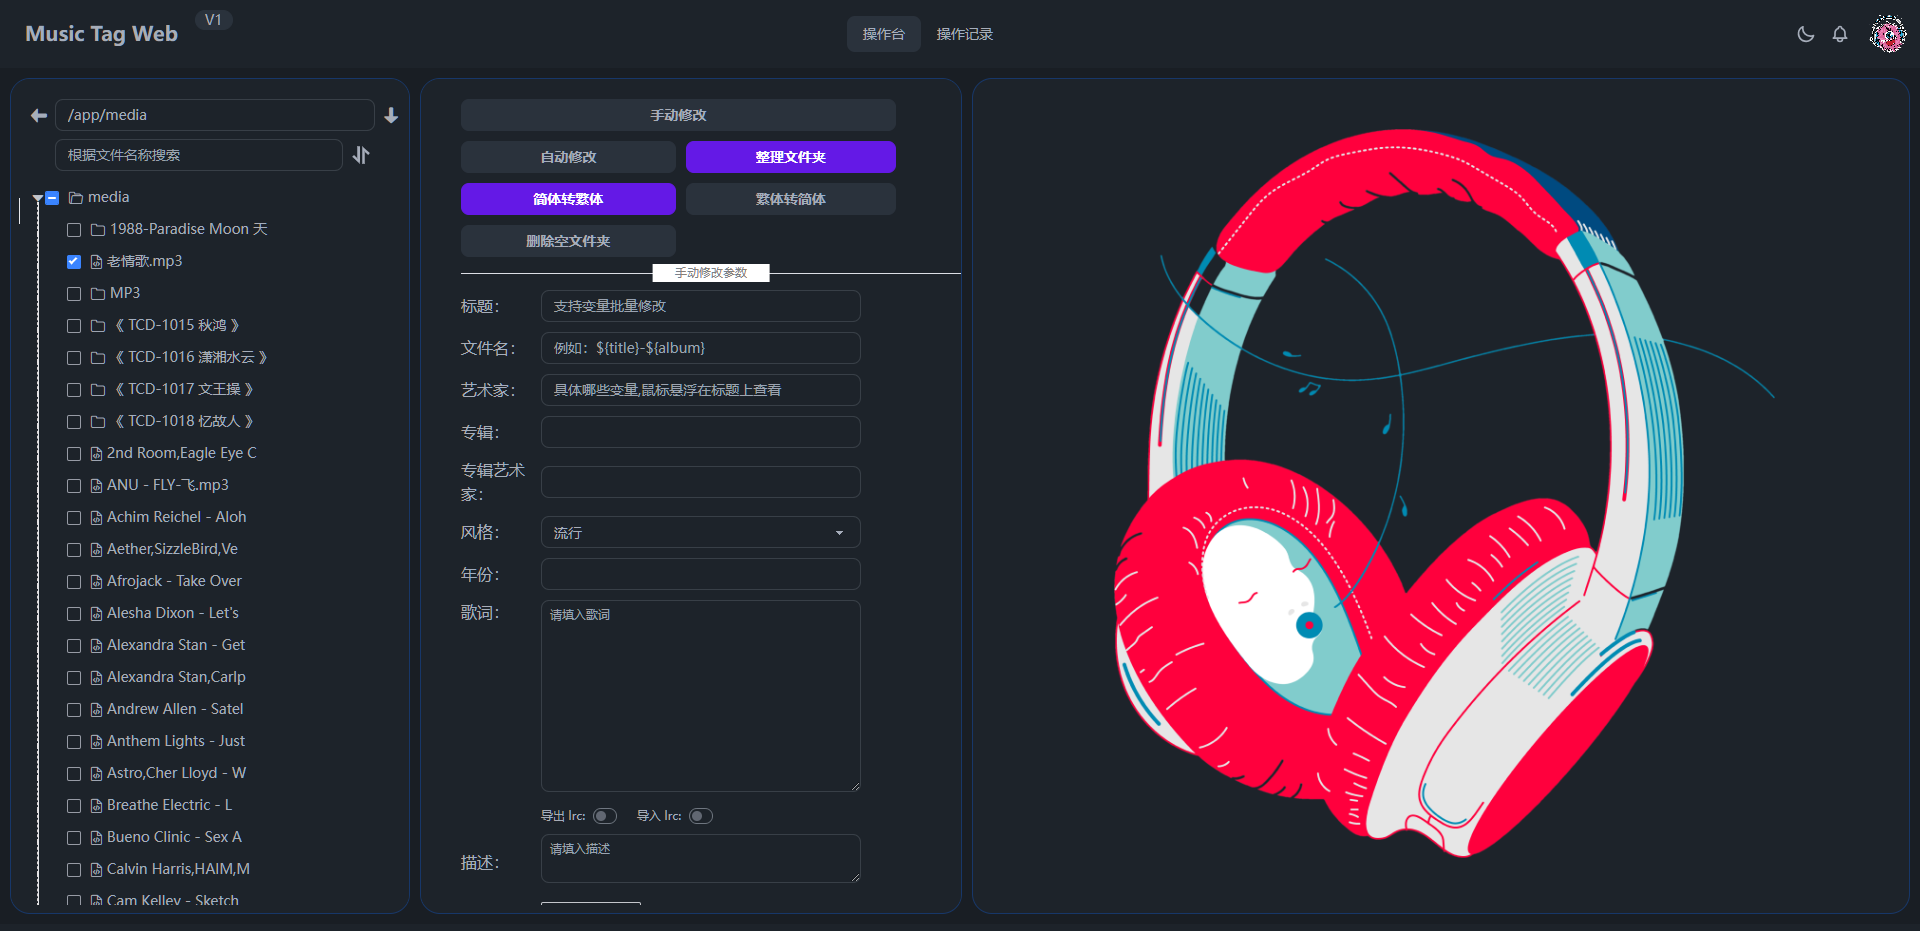 Music Tag Web
V1
操作台
操作记录
/app/media
根据文件名称搜索
media
1988-Paradise Moon 天
老情歌.mp3
MP3
《 TCD-1015 秋鸿 》
《 TCD-1016 潇湘水云 》
《 TCD-1017 文王操 》
《 TCD-1018 忆故人 》
2nd Room,Eagle Eye C
ANU - FLY-飞.mp3
Achim Reichel - Aloh
Aether,SizzleBird,Ve
Afrojack - Take Over
Alesha Dixon - Let's
Alexandra Stan - Get
Alexandra Stan,Carlp
Andrew Allen - Satel
Anthem Lights - Just
Astro,Cher Lloyd - W
Breathe Electric - L
Bueno Clinic - Sex A
Calvin Harris,HAIM,M
Cam Kelley - Sketch
手动修改
自动修改
整理文件夹
简体转繁体
繁体转简体
删除空文件夹
手动修改参数
标题：
支持变量批量修改
文件名：
例如：${title}-${album}
艺术家：
具体哪些变量,鼠标悬浮在标题上查看
专辑：
专辑艺术
家：
风格：
流行
年份：
歌词：
请填入歌词
导出 lrc:
导入 lrc:
描述：
请填入描述